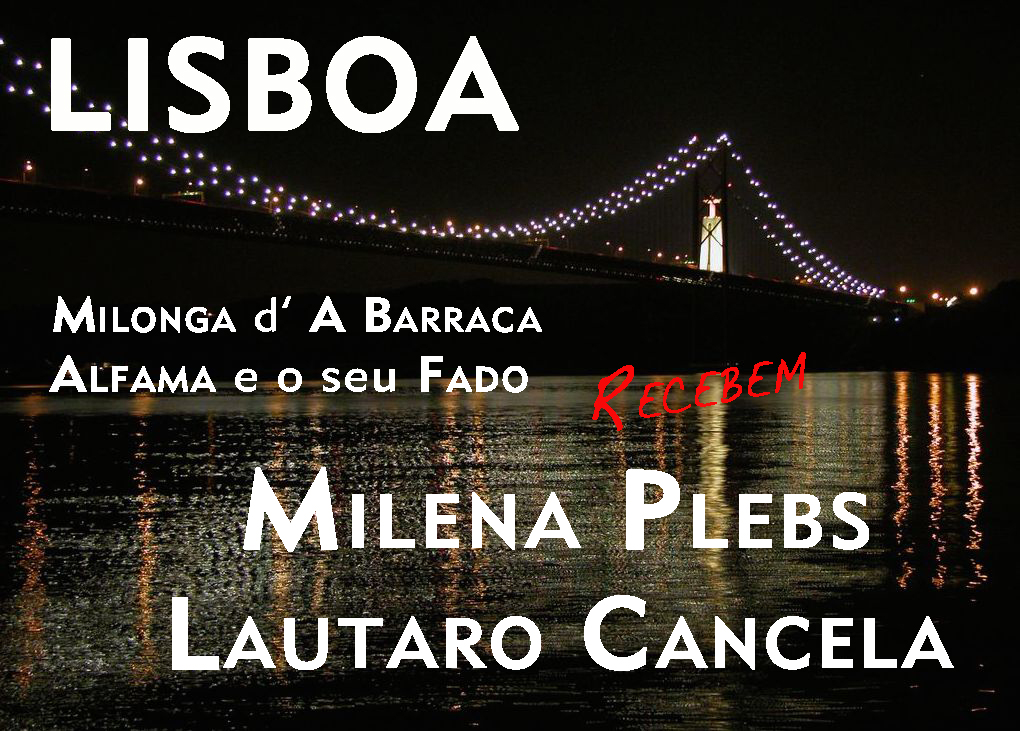 LISBOA
MILONGA d' A BARRACA
ALFAMA e o seu FADO
RECEBEM
MILENA PLEBS
LAUTARO CANCELA